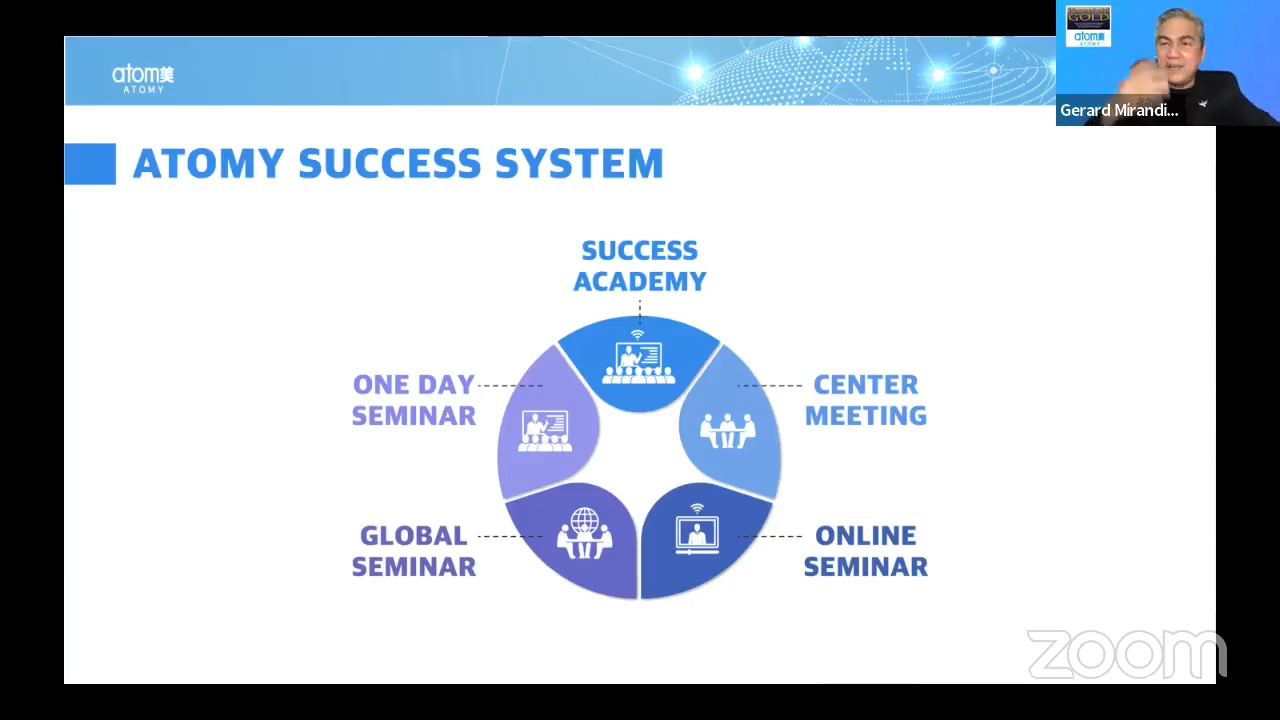 GOLD
atom美
ATOMY
Gerard Mirandi...
atom美
ATOMY
ATOMY SUCCESS SYSTEM
SUCCESS
ACADEMY
ONE DAY
SEMINAR
CENTER
MEETING
GLOBAL
SEMINAR
ONLINE
SEMINAR
zoom